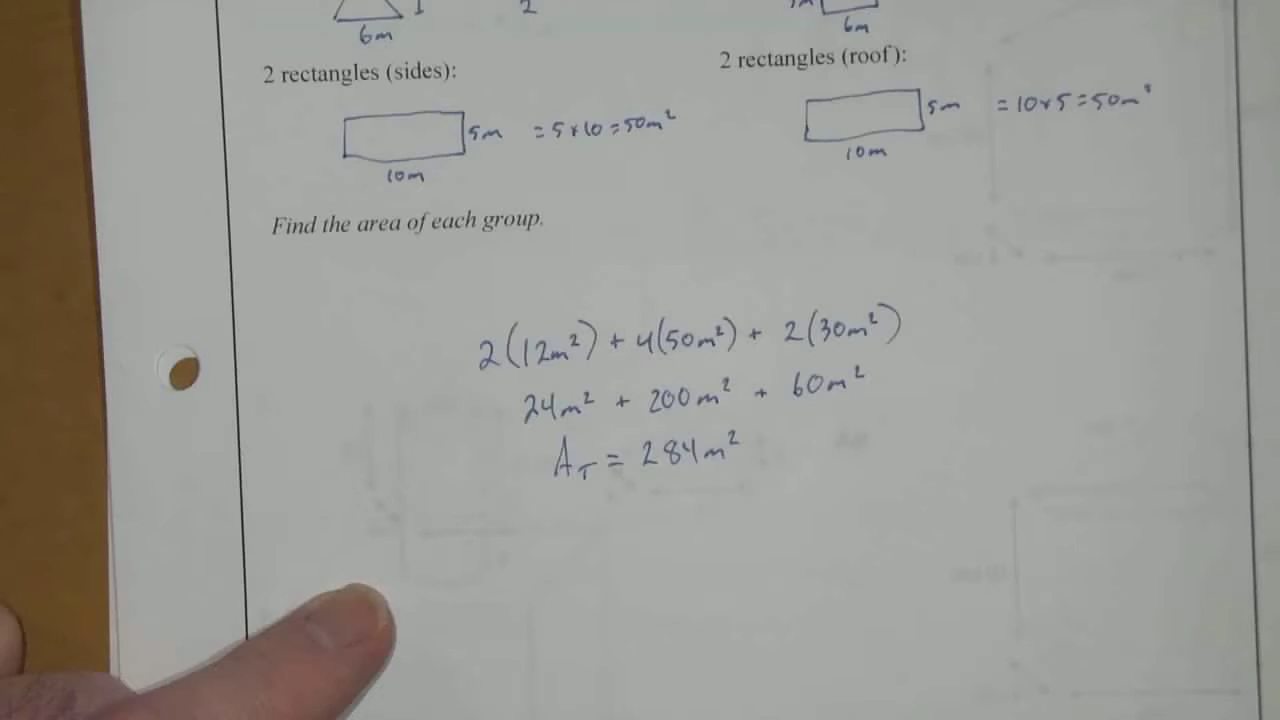 2
6m
6m
2 rectangles (sides):
2 rectangles (roof):
5m = 5 x 10 = 50m²
10m
5m = 10 x 5 = 50m²
10m
Find the area of each group.
2(12m²) + 4(50m²) + 2(30m²)
24m² + 200m² + 60m²
A_T = 284m²